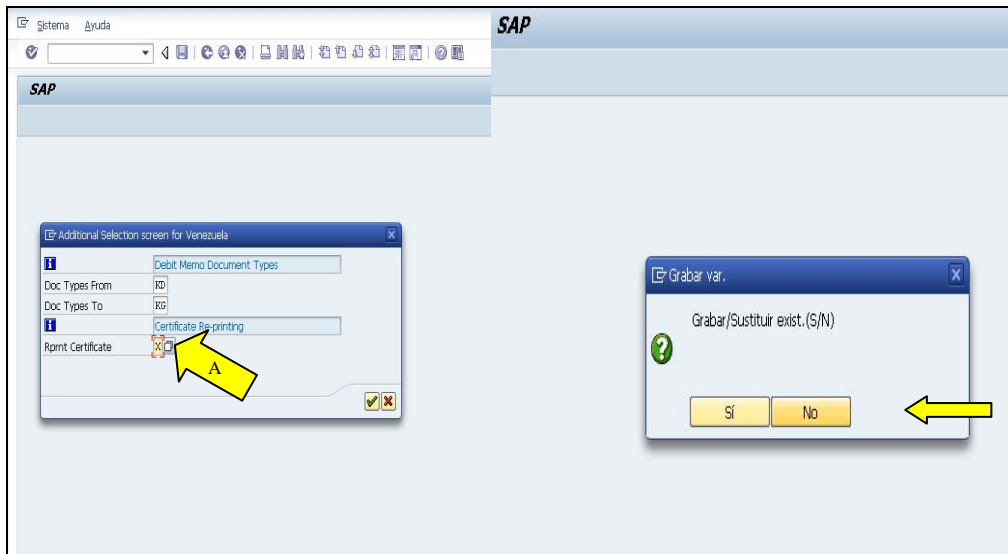 Sistema Ayuda
SAP
Additional Selection screen for Venezuela
Debit Memo Document Types
Doc Types From KD
Doc Types To KG
Certificate Re-printing
Rprnt Certificate X
A
SAP
Grabar var.
Grabar/Sustituir exist.(S/N)
Sí No